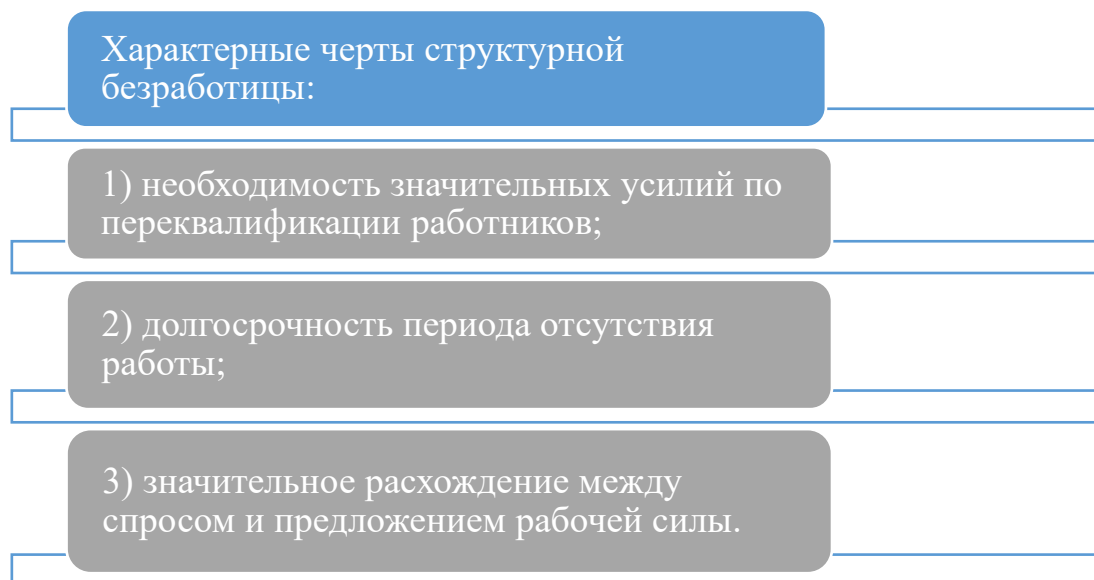 Характерные черты структурной
безработицы:
1) необходимость значительных усилий по
переквалификации работников;
2) долгосрочность периода отсутствия
работы;
3) значительное расхождение между
спросом и предложением рабочей силы.